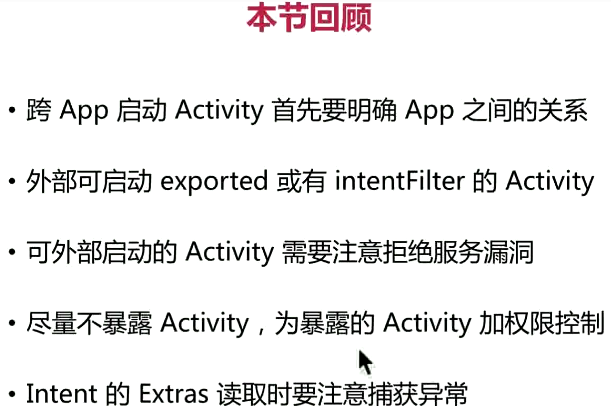 本节回顾
• 跨 App 启动 Activity 首先要明确 App 之间的关系
• 外部可启动 exported 或有 intentFilter 的 Activity
• 可外部启动的 Activity 需要注意拒绝服务漏洞
• 尽量不暴露 Activity，为暴露的 Activity 加权限控制
• Intent 的 Extras 读取时要注意捕获异常